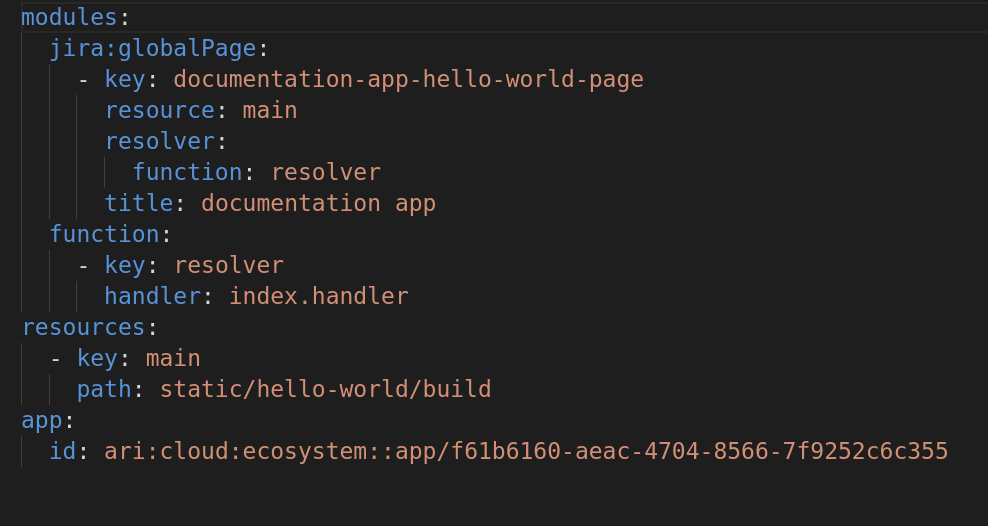 modules:
  jira:globalPage:
    - key: documentation-app-hello-world-page
      resource: main
      resolver:
        function: resolver
      title: documentation app
  function:
    - key: resolver
      handler: index.handler
resources:
  - key: main
    path: static/hello-world/build
app:
  id: ari:cloud:ecosystem::app/f61b6160-aeac-4704-8566-7f9252c6c355